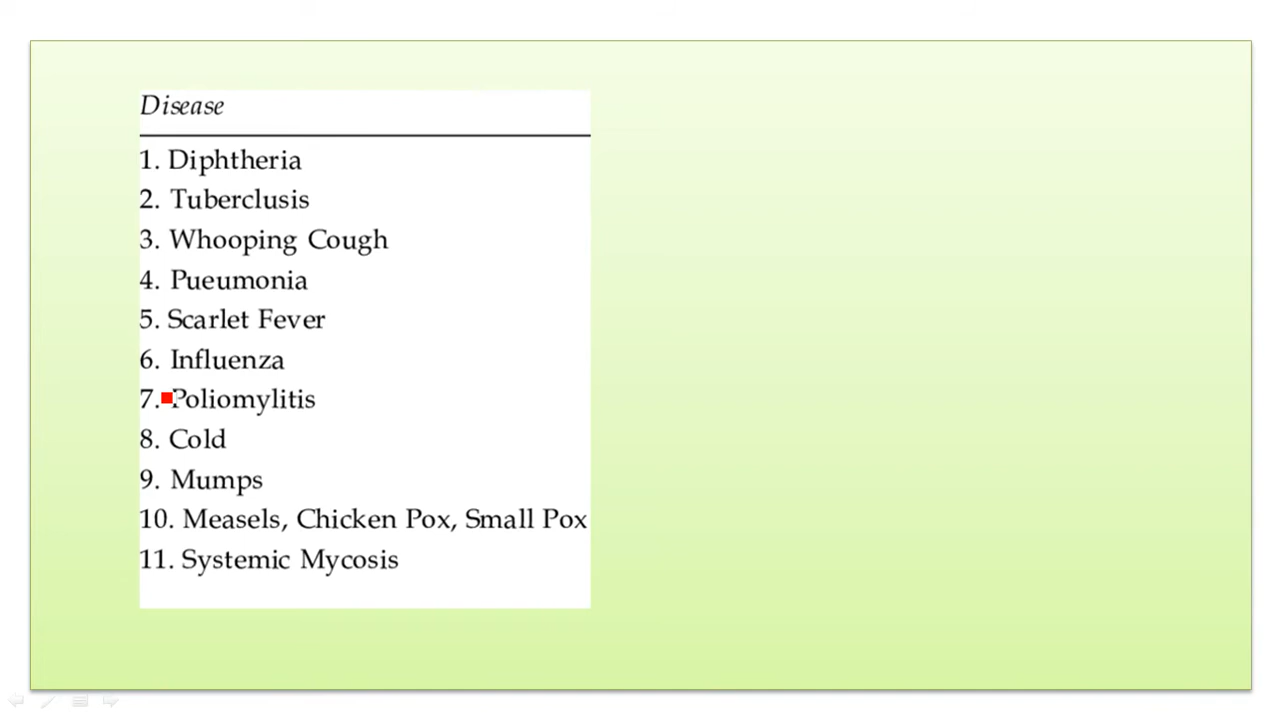 Disease
1. Diphtheria
2. Tuberclusis
3. Whooping Cough
4. Pueumonia
5. Scarlet Fever
6. Influenza
7. Poliomylitis
8. Cold
9. Mumps
10. Measels, Chicken Pox, Small Pox
11. Systemic Mycosis